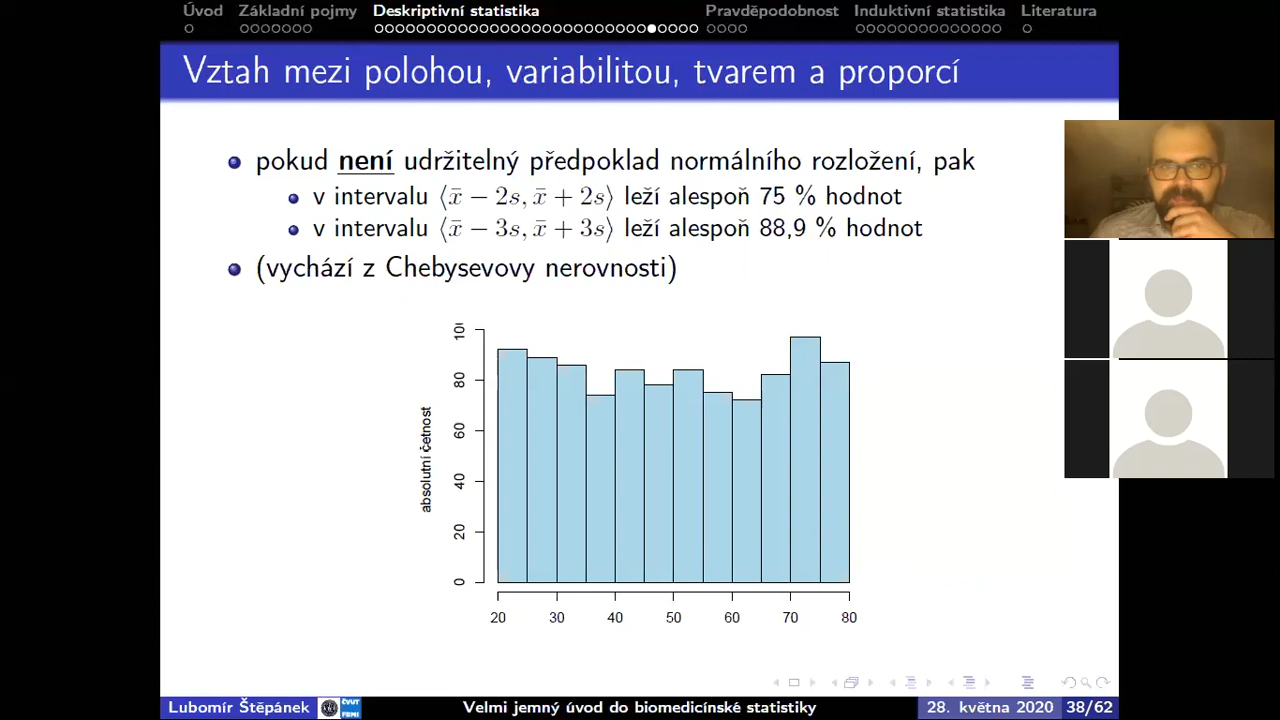 Úvod Základní pojmy Deskriptivní statistika Pravděpodobnost Induktivní statistika Literatura
Vztah mezi polohou, variabilitou, tvarem a proporcí
pokud není udržitelný předpoklad normálního rozložení, pak
v intervalu ⟨x̄ − 2s, x̄ + 2s⟩ leží alespoň 75 % hodnot
v intervalu ⟨x̄ − 3s, x̄ + 3s⟩ leží alespoň 88,9 % hodnot
(vychází z Chebysevovy nerovnosti)
absolutní četnost
80
60
40
20
0
20 30 40 50 60 70 80
Lubomír Štěpánek ČVUT FBMI Velmi jemný úvod do biomedicínské statistiky 28. května 2020 38/62